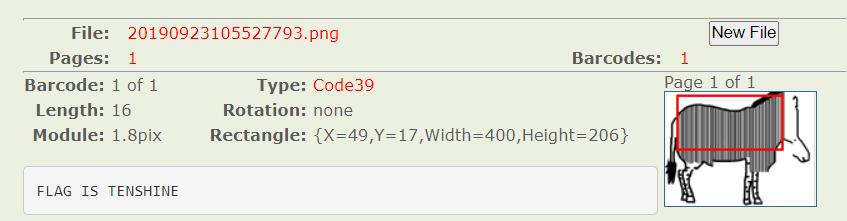 File: 20190923105527793.png New File
Pages: 1 Barcodes: 1
Barcode: 1 of 1 Type: Code39 Page 1 of 1
Length: 16 Rotation: none
Module: 1.8pix Rectangle: {X=49,Y=17,Width=400,Height=206}
FLAG IS TENSHINE